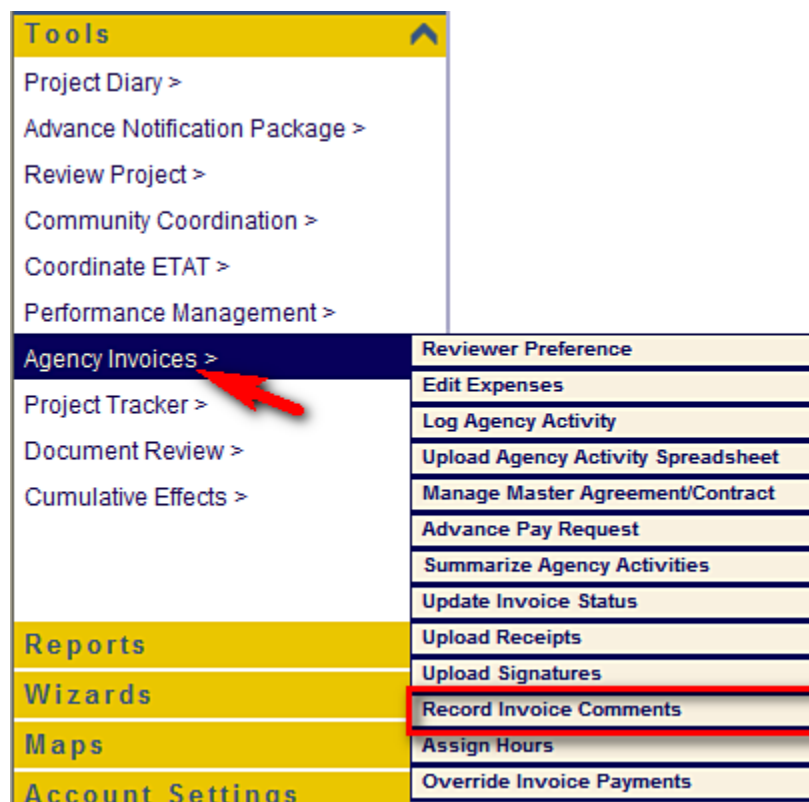 Tools
Project Diary >
Advance Notification Package >
Review Project >
Community Coordination >
Coordinate ETAT >
Performance Management >
Agency Invoices >
Project Tracker >
Document Review >
Cumulative Effects >
Reviewer Preference
Edit Expenses
Log Agency Activity
Upload Agency Activity Spreadsheet
Manage Master Agreement/Contract
Advance Pay Request
Summarize Agency Activities
Update Invoice Status
Upload Receipts
Upload Signatures
Record Invoice Comments
Assign Hours
Override Invoice Payments
Reports
Wizards
Maps
Account Settings